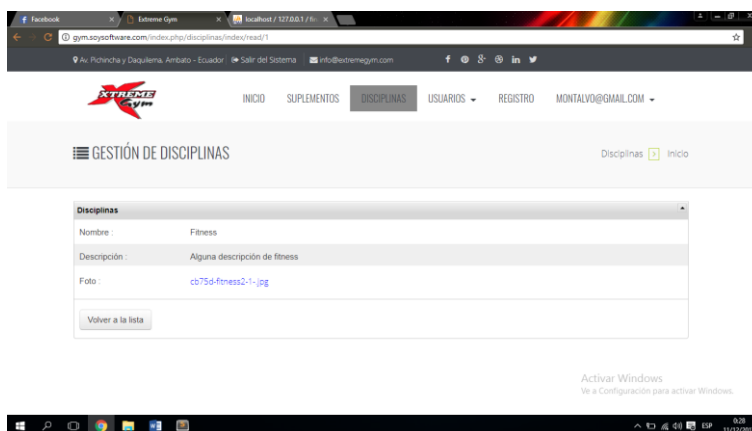 Facebook
Extreme Gym
localhost / 127.0.0.1 /
gym.soysoftware.com/index.php/disciplinas/index/read/1
Av. Pichincha y Daquilema, Ambato - Ecuador
Salir del Sistema
info@extremegym.com
XTREME
Gym
INICIO
SUPLEMENTOS
DISCIPLINAS
USUARIOS
REGISTRO
MONTALVO@GMAIL.COM
GESTIÓN DE DISCIPLINAS
Disciplinas
Inicio
Disciplinas
Nombre :
Fitness
Descripción :
Alguna descripción de fitness
Foto :
cb75d-fitness2-1-.jpg
Volver a la lista
Activar Windows
Ve a Configuración para activar Windows.
ESP
0:28